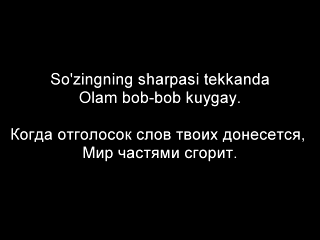 So'zingning sharpasi tekkanda
Olam bob-bob kuygay.
Когда отголосок слов твоих донесется,
Мир частями сгорит.